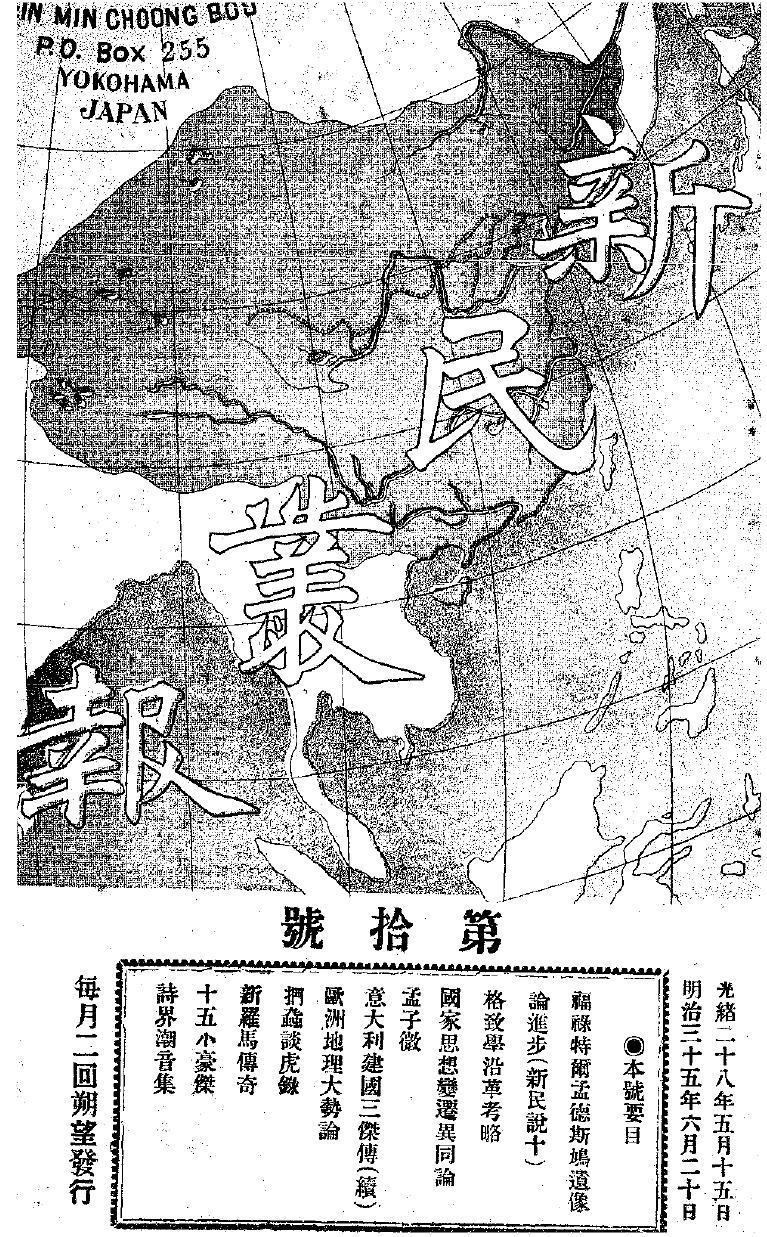 IN MIN CHOONG BOU
P.O. Box 255
YOKOHAMA
JAPAN
新民叢報
第拾號
光緒二十八年五月十五日
明治三十五年六月二十日
◉本號要目
福祿特爾孟德斯鳩遺像
論進步(新民說十)
格致學沿革考略
國家思想變遷異同論
孟子微
意大利建國三傑傳(續)
歐洲地理大勢論
捫蝨談虎錄
新羅馬傳奇
十五小豪傑
詩界潮音集
每月二回朔望發行